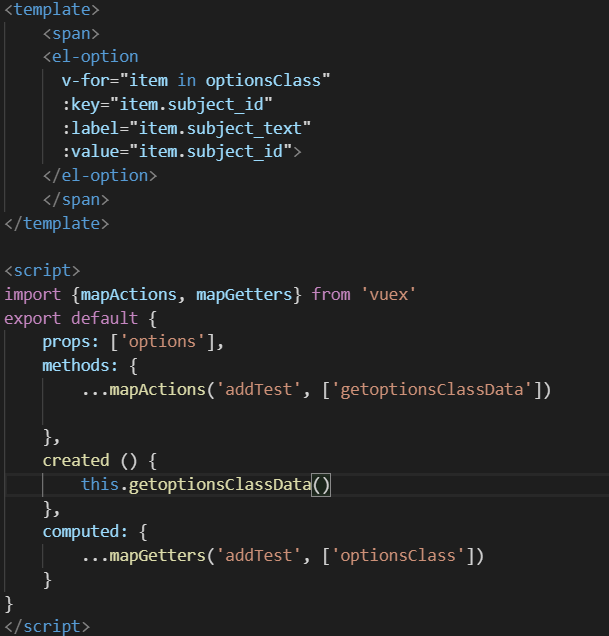 <template>
    <span>
    <el-option
      v-for="item in optionsClass"
      :key="item.subject_id"
      :label="item.subject_text"
      :value="item.subject_id">
    </el-option>
    </span>
</template>

<script>
import {mapActions, mapGetters} from 'vuex'
export default {
    props: ['options'],
    methods: {
        ...mapActions('addTest', ['getoptionsClassData'])

    },
    created () {
        this.getoptionsClassData()
    },
    computed: {
        ...mapGetters('addTest', ['optionsClass'])
    }
}
</script>